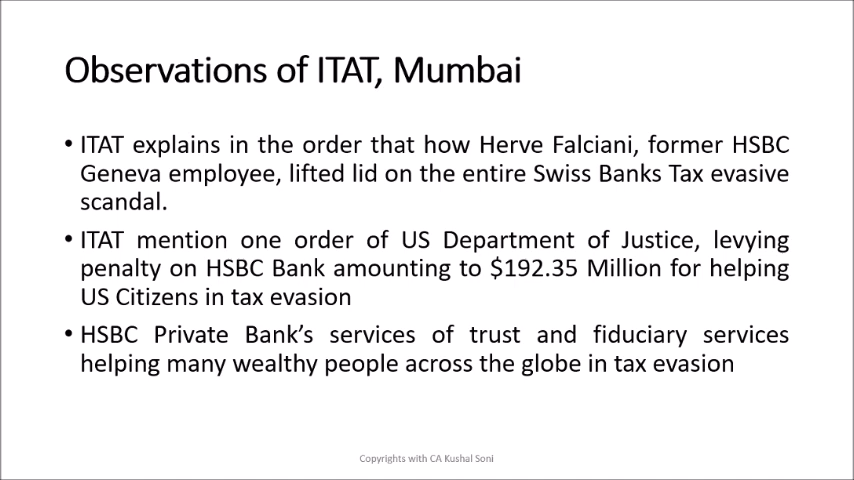 Observations of ITAT, Mumbai
• ITAT explains in the order that how Herve Falciani, former HSBC
Geneva employee, lifted lid on the entire Swiss Banks Tax evasive
scandal.
• ITAT mention one order of US Department of Justice, levying
penalty on HSBC Bank amounting to $192.35 Million for helping
US Citizens in tax evasion
• HSBC Private Bank’s services of trust and fiduciary services
helping many wealthy people across the globe in tax evasion
Copyrights with CA Kushal Soni